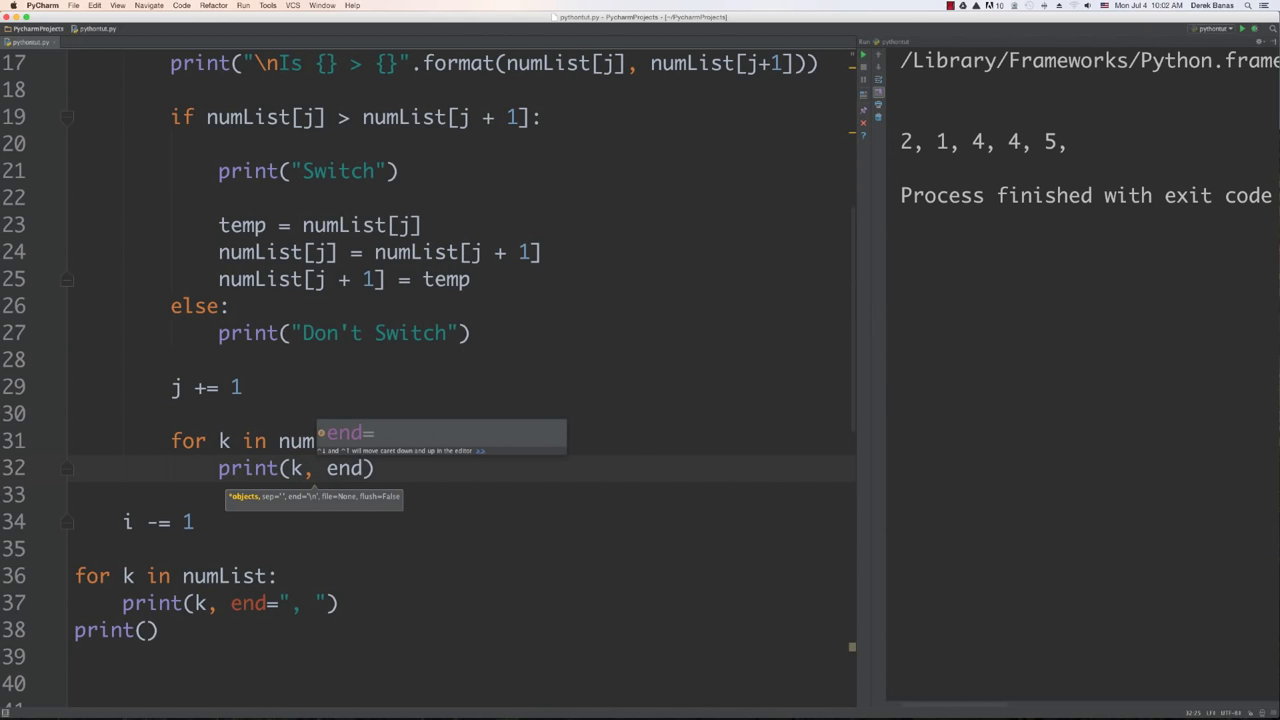 PyCharm File Edit View Navigate Code Refactor Run Tools VCS Window Help
10 Mon Jul 4 10:02 AM Derek Banas
pythontut.py - PycharmProjects - [~/PycharmProjects]
PycharmProjects pythontut.py pythontut
pythontut.py
Run: pythontut
17 print("\nIs {} > {}".format(numList[j], numList[j+1]))
18
19 if numList[j] > numList[j + 1]:
20
21 print("Switch")
22
23 temp = numList[j]
24 numList[j] = numList[j + 1]
25 numList[j + 1] = temp
26 else:
27 print("Don't Switch")
28
29 j += 1
30
31 for k in num
end=
^↓ and ^↑ will move caret down and up in the editor >>
32 print(k, end)
*objects, sep=' ', end='\n', file=None, flush=False
33
34 i -= 1
35
36 for k in numList:
37 print(k, end=", ")
38 print()
39
40
/Library/Frameworks/Python.frame
2, 1, 4, 4, 5,
Process finished with exit code
32:25 LF‡ UTF-8‡